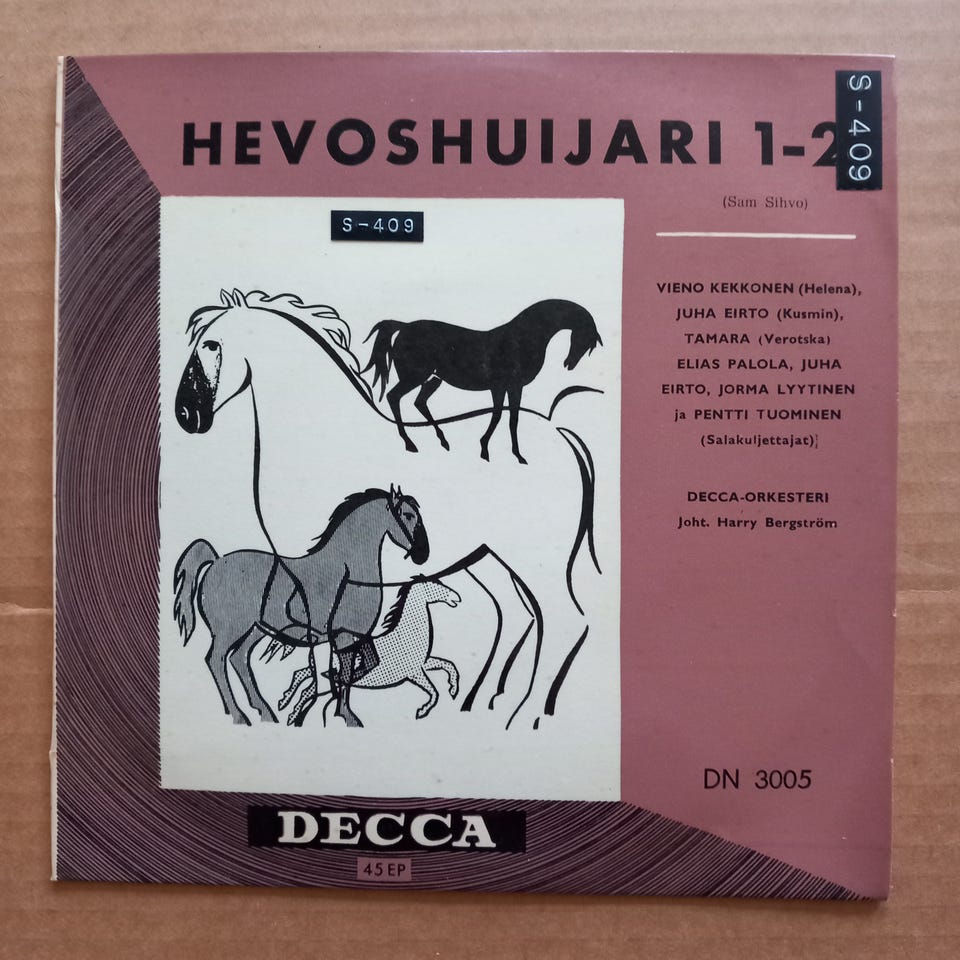 HEVOSHUIJARI 1-2
S-409
(Sam Sihvo)
S-409
VIENO KEKKONEN (Helena),
JUHA EIRTO (Kusmin),
TAMARA (Verotska)
ELIAS PALOLA, JUHA
EIRTO, JORMA LYYTINEN
ja PENTTI TUOMINEN
(Salakuljettajat)
DECCA-ORKESTERI
Joht. Harry Bergström
DN 3005
DECCA
45 EP